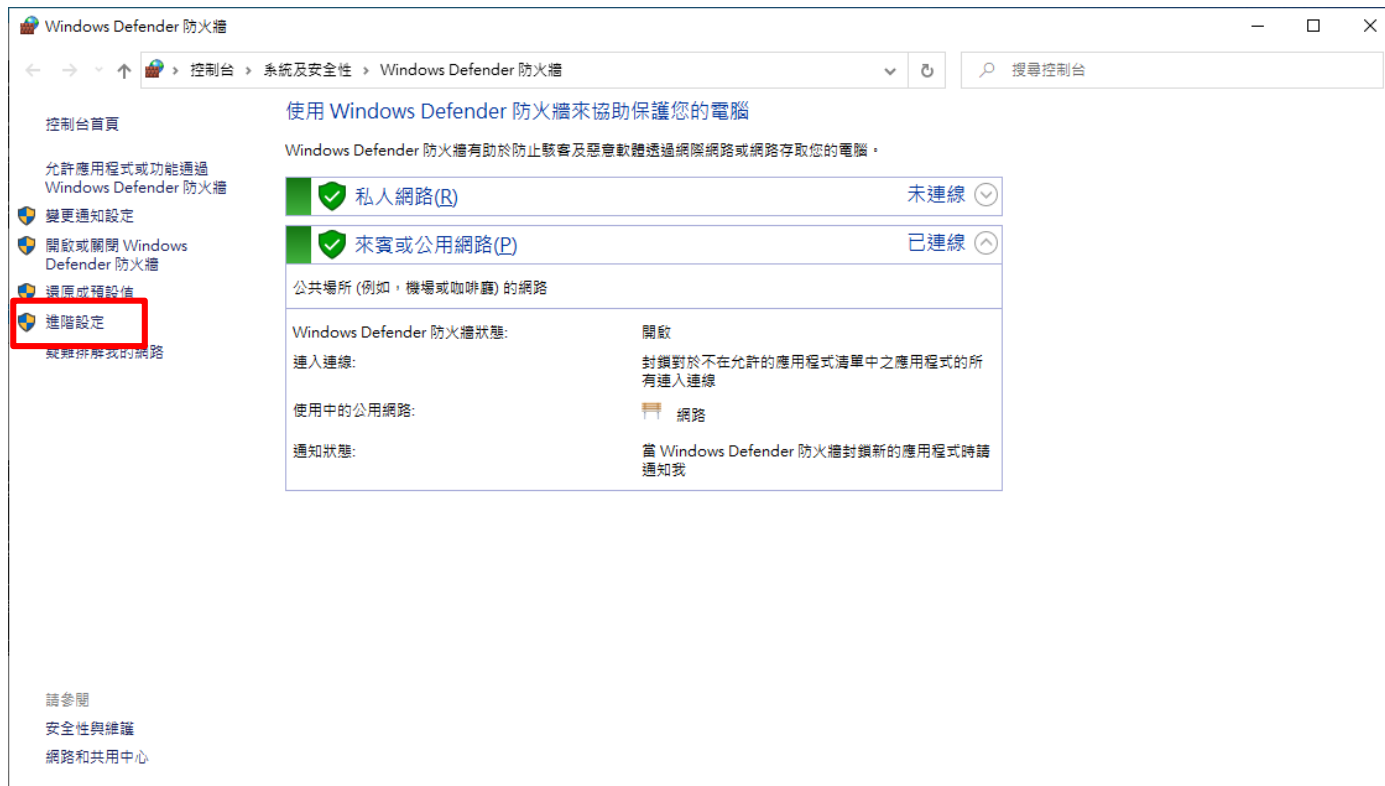 Windows Defender 防火牆
控制台 › 系統及安全性 › Windows Defender 防火牆
搜尋控制台
控制台首頁
允許應用程式或功能通過
Windows Defender 防火牆
變更通知設定
開啟或關閉 Windows
Defender 防火牆
還原成預設值
進階設定
疑難排解我的網路
使用 Windows Defender 防火牆來協助保護您的電腦
Windows Defender 防火牆有助於防止駭客及惡意軟體透過網際網路或網路存取您的電腦。
私人網路(R) 未連線
來賓或公用網路(P) 已連線
公共場所 (例如，機場或咖啡廳) 的網路
Windows Defender 防火牆狀態: 開啟
連入連線: 封鎖對於不在允許的應用程式清單中之應用程式的所
有連入連線
使用中的公用網路: 網路
通知狀態: 當 Windows Defender 防火牆封鎖新的應用程式時請
通知我
請參閱
安全性與維護
網路和共用中心